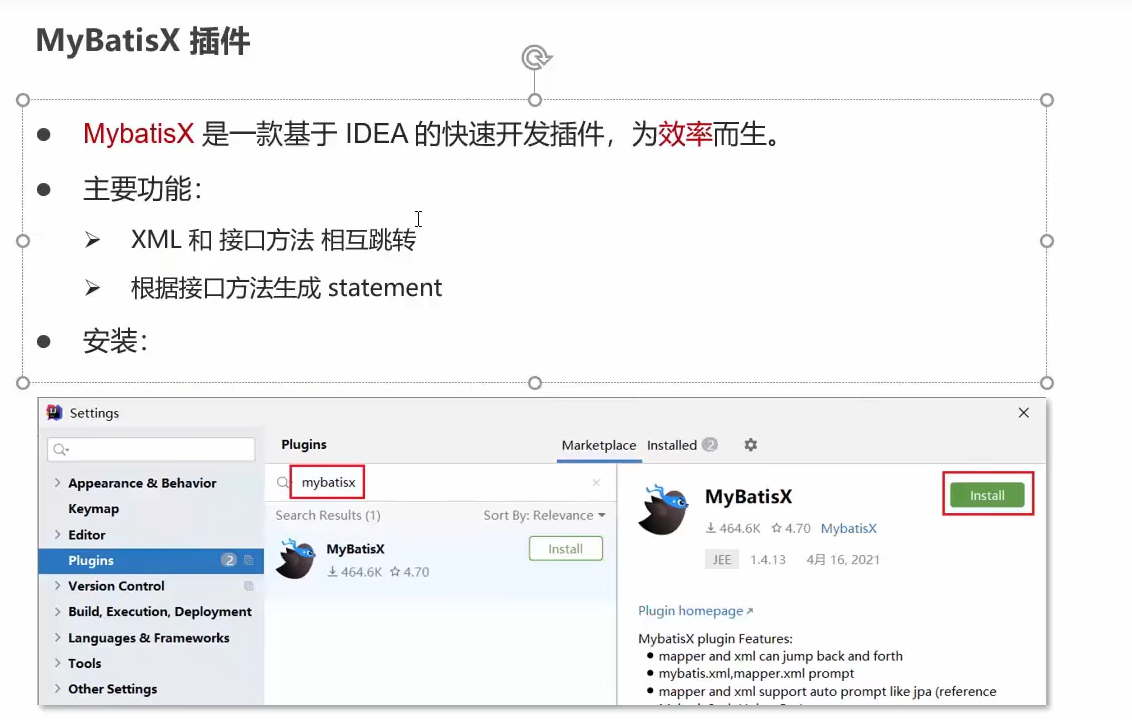 MyBatisX 插件
MybatisX 是一款基于 IDEA 的快速开发插件，为效率而生。
主要功能：
XML 和 接口方法 相互跳转
根据接口方法生成 statement
安装：
Settings
Plugins
Marketplace
Installed 2
mybatisx
Appearance & Behavior
Keymap
Editor
Plugins 2
Version Control
Build, Execution, Deployment
Languages & Frameworks
Tools
Other Settings
Search Results (1)
Sort By: Relevance
MyBatisX
464.6K 4.70
Install
MyBatisX
Install
464.6K 4.70 MybatisX
JEE 1.4.13 4月 16, 2021
Plugin homepage
MybatisX plugin Features:
mapper and xml can jump back and forth
mybatis.xml,mapper.xml prompt
mapper and xml support auto prompt like jpa (reference